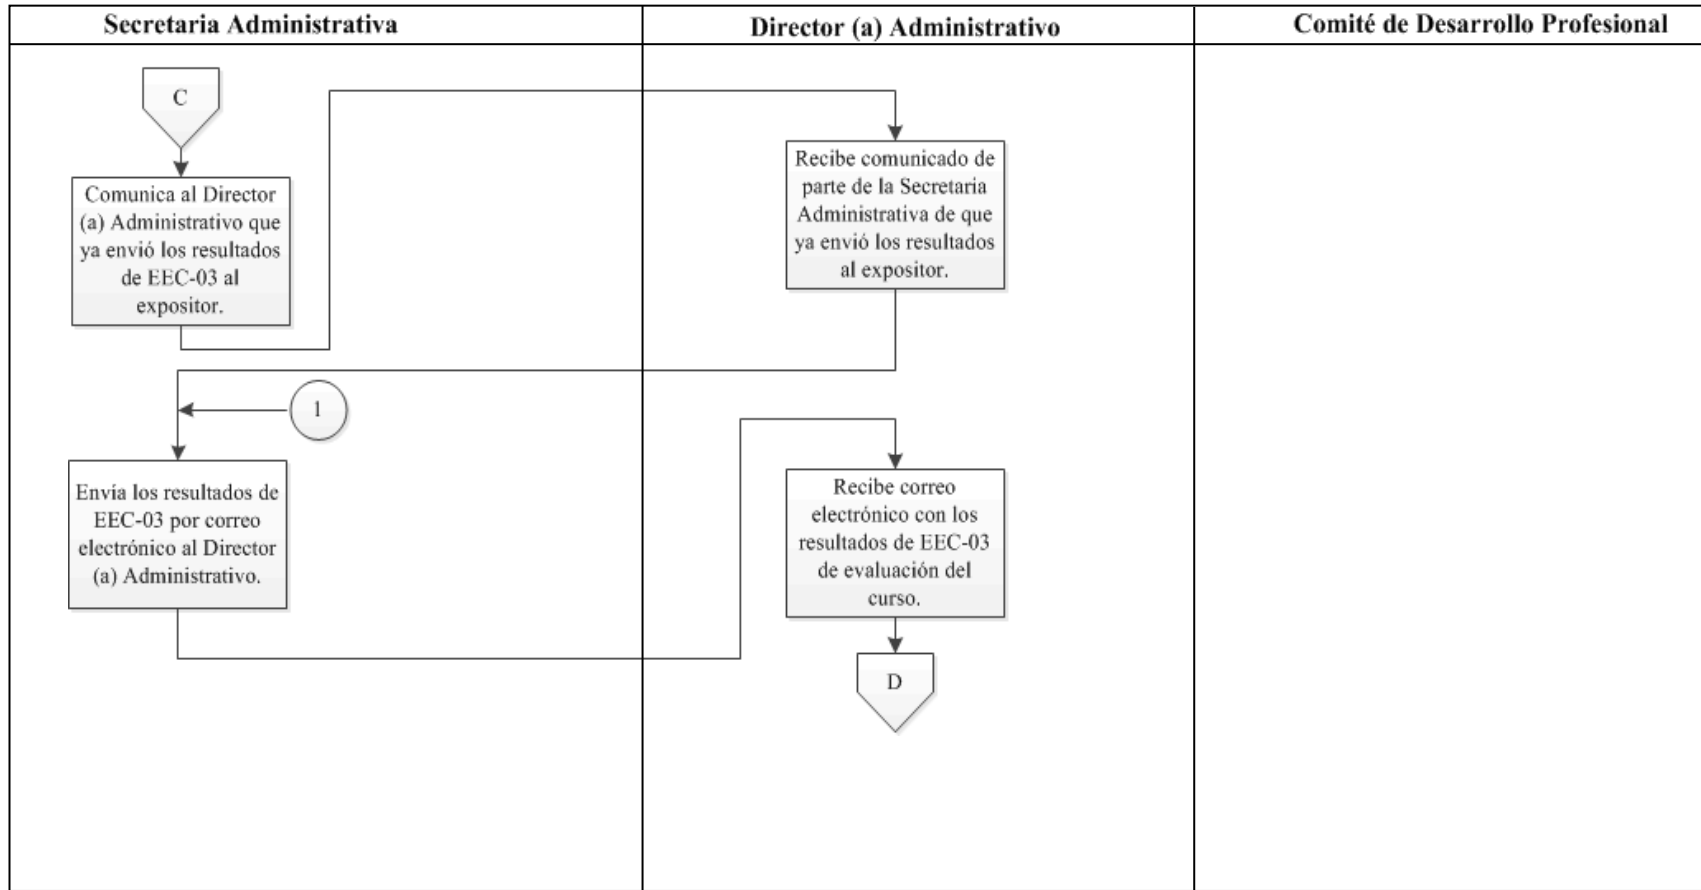 Secretaria Administrativa
Director (a) Administrativo
Comité de Desarrollo Profesional
C
Comunica al Director
(a) Administrativo que
ya envió los resultados
de EEC-03 al
expositor.
Recibe comunicado de
parte de la Secretaria
Administrativa de que
ya envió los resultados
al expositor.
1
Envía los resultados de
EEC-03 por correo
electrónico al Director
(a) Administrativo.
Recibe correo
electrónico con los
resultados de EEC-03
de evaluación del
curso.
D